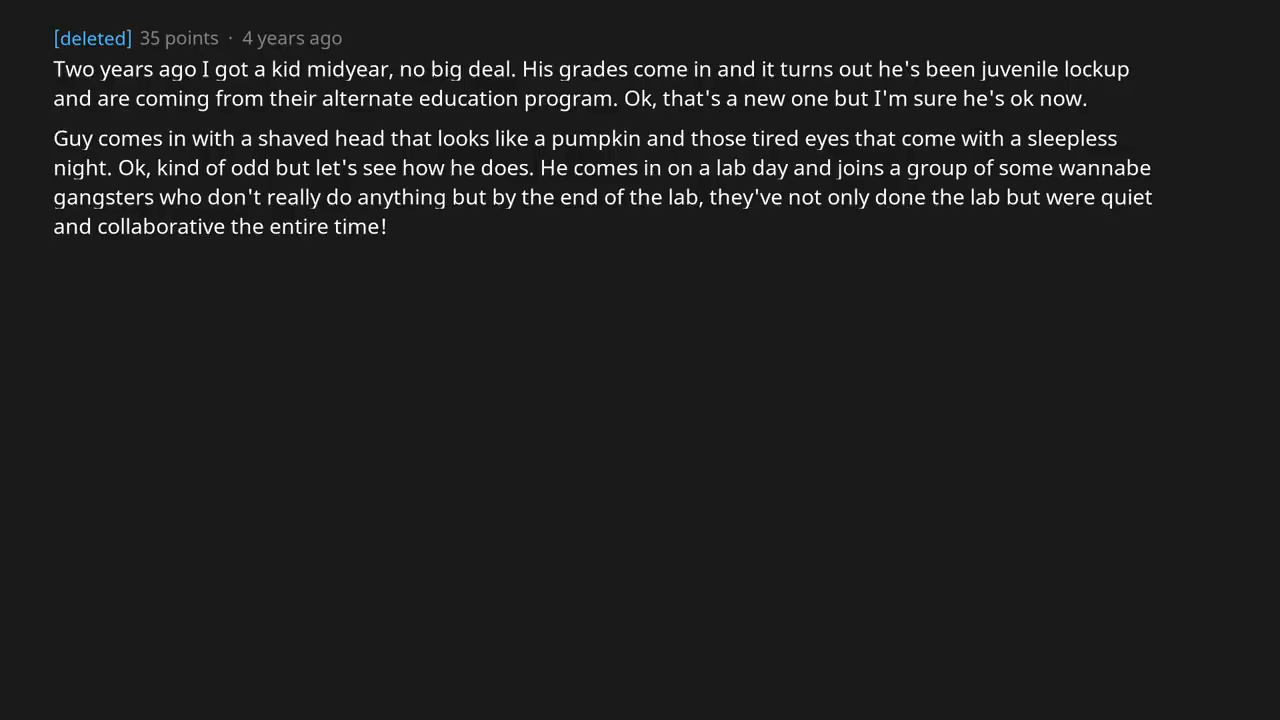 [deleted] 35 points · 4 years ago
Two years ago I got a kid midyear, no big deal. His grades come in and it turns out he's been juvenile lockup
and are coming from their alternate education program. Ok, that's a new one but I'm sure he's ok now.
Guy comes in with a shaved head that looks like a pumpkin and those tired eyes that come with a sleepless
night. Ok, kind of odd but let's see how he does. He comes in on a lab day and joins a group of some wannabe
gangsters who don't really do anything but by the end of the lab, they've not only done the lab but were quiet
and collaborative the entire time!